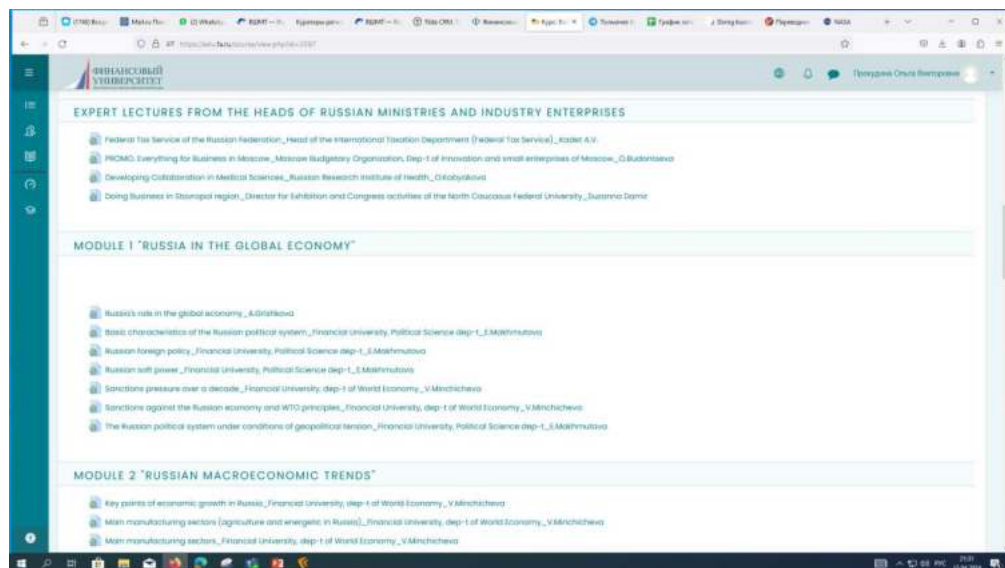 ФИНАНСОВЫЙ
УНИВЕРСИТЕТ
EXPERT LECTURES FROM THE HEADS OF RUSSIAN MINISTRIES AND INDUSTRY ENTERPRISES
Federal Tax Service of the Russian Federation_Head of the International Taxation Department (Federal Tax Service)_Kadet A.V.
PROMO. Everything for Business in Moscow_Moscow Budgetary Organization, Dep-t of Innovation and small enterprises of Moscow_O.Budantseva
Developing Collaboration in Medical Sciences_Russian Research Institute of Health_O.Kobyakova
Doing Business in Stavropol region_Director for Exhibition and Congress activities of the North Caucasus Federal University_Suzanna Damir
MODULE 1 "RUSSIA IN THE GLOBAL ECONOMY"
Russia's role in the global economy_A.Grishkova
Basic characteristics of the Russian political system_Financial University, Political Science dep-t_E.Makhmutova
Russian foreign policy_Financial University, Political Science dep-t_E.Makhmutova
Russian soft power_Financial University, Political Science dep-t_E.Makhmutova
Sanctions pressure over a decade_Financial University, dep-t of World Economy_V.Minchicheva
Sanctions against the Russian economy and WTO principles_Financial University, dep-t of World Economy_V.Minchicheva
The Russian political system under conditions of geopolitical tension_Financial University, Political Science dep-t_E.Makhmutova
MODULE 2 "RUSSIAN MACROECONOMIC TRENDS"
Key points of economic growth in Russia_Financial University, dep-t of World Economy_V.Minchicheva
Main manufacturing sectors (agriculture and energetic in Russia)_Financial University, dep-t of World Economy_V.Minchicheva
Main manufacturing sectors_Financial University, dep-t of World Economy_V.Minchicheva
РУС
21:31